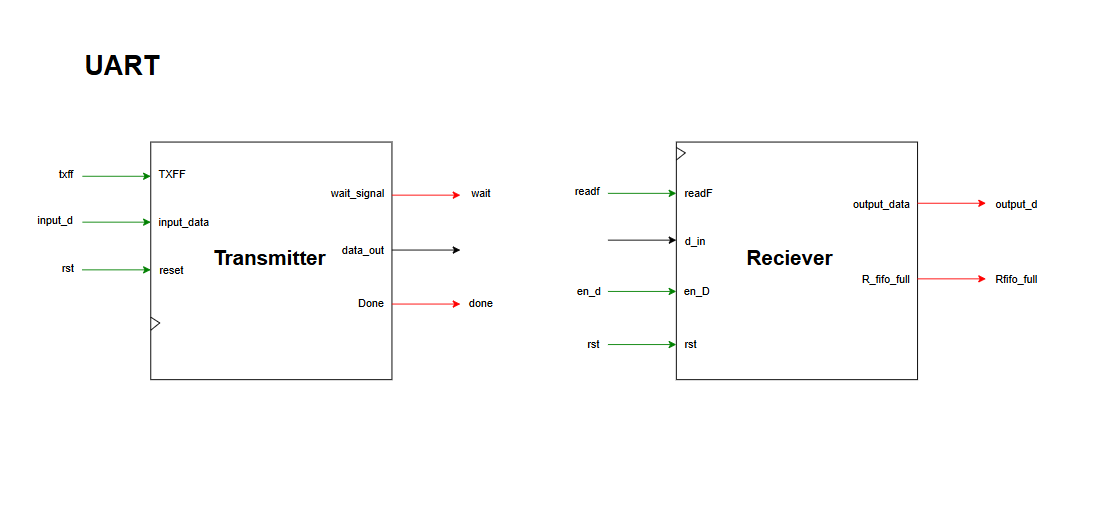 UART
txff
TXFF
wait_signal
wait
input_d
input_data
data_out
Transmitter
rst
reset
Done
done
readf
readF
output_data
output_d
d_in
Reciever
en_d
en_D
R_fifo_full
Rfifo_full
rst
rst